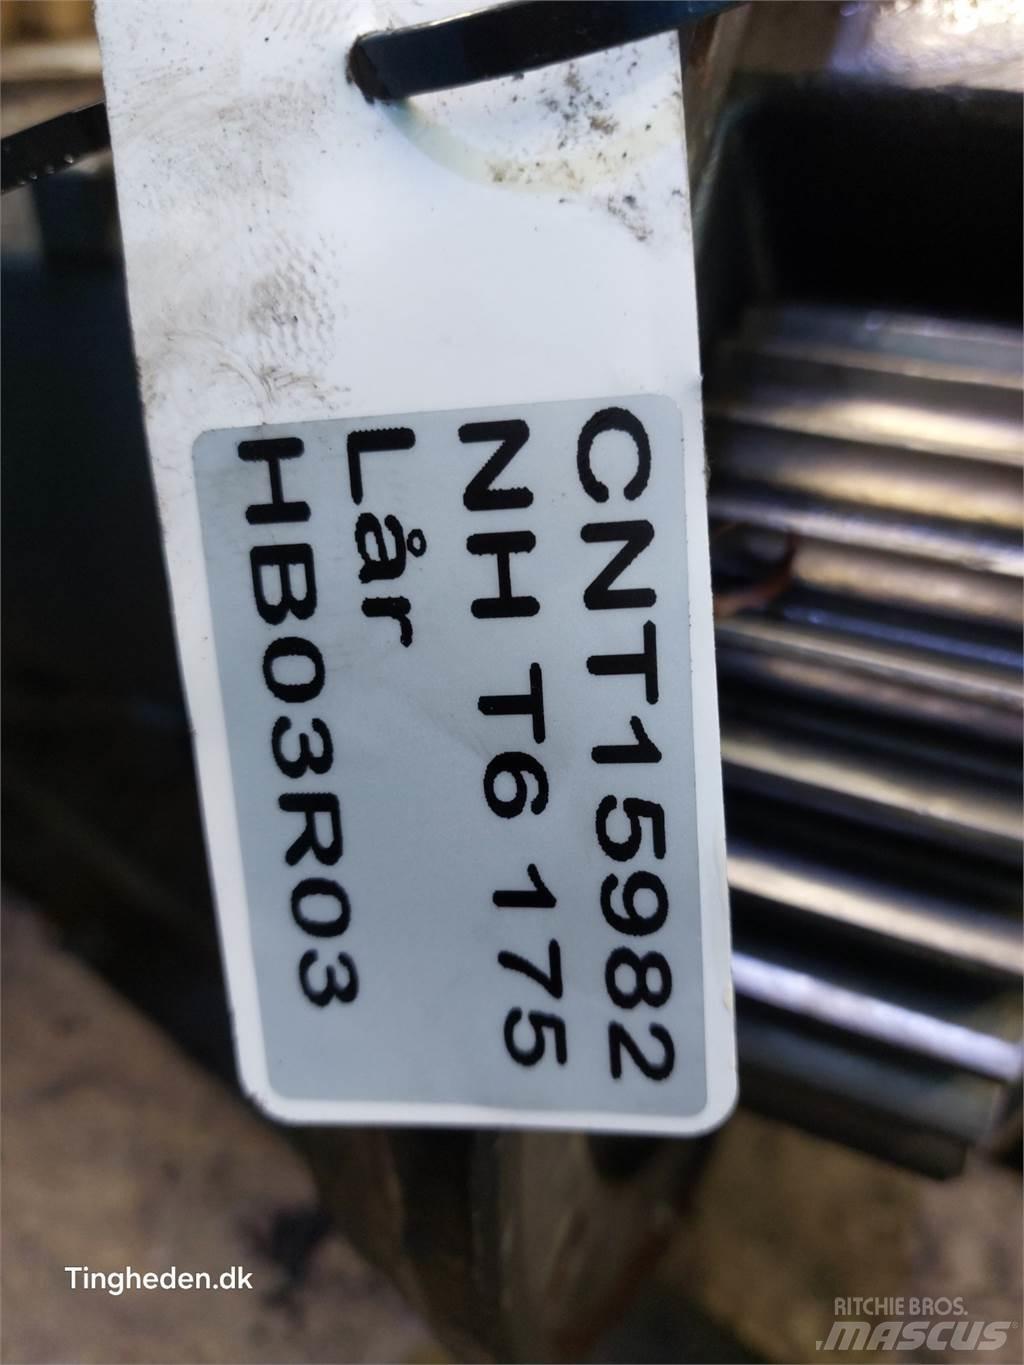 CNT15982
NH T6 175
Lår
HB03R03
Tingheden.dk
RITCHIE BROS.
MASCUS